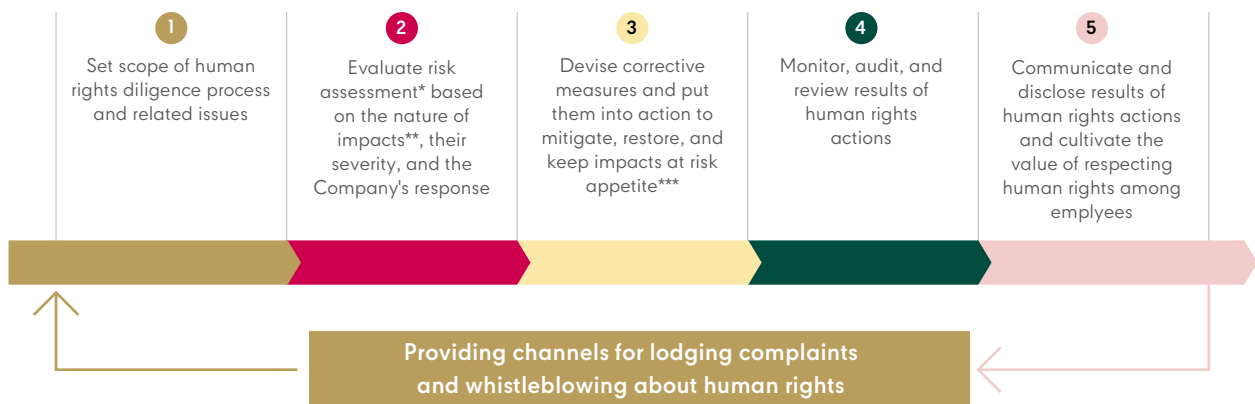 1
Set scope of human
rights diligence process
and related issues
2
Evaluate risk
assessment* based
on the nature of
impacts**, their
severity, and the
Company's response
3
Devise corrective
measures and put
them into action to
mitigate, restore, and
keep impacts at risk
appetite***
4
Monitor, audit, and
review results of
human rights
actions
5
Communicate and
disclose results of
human rights actions
and cultivate the
value of respecting
human rights among
emplyees
Providing channels for lodging complaints
and whistleblowing about human rights